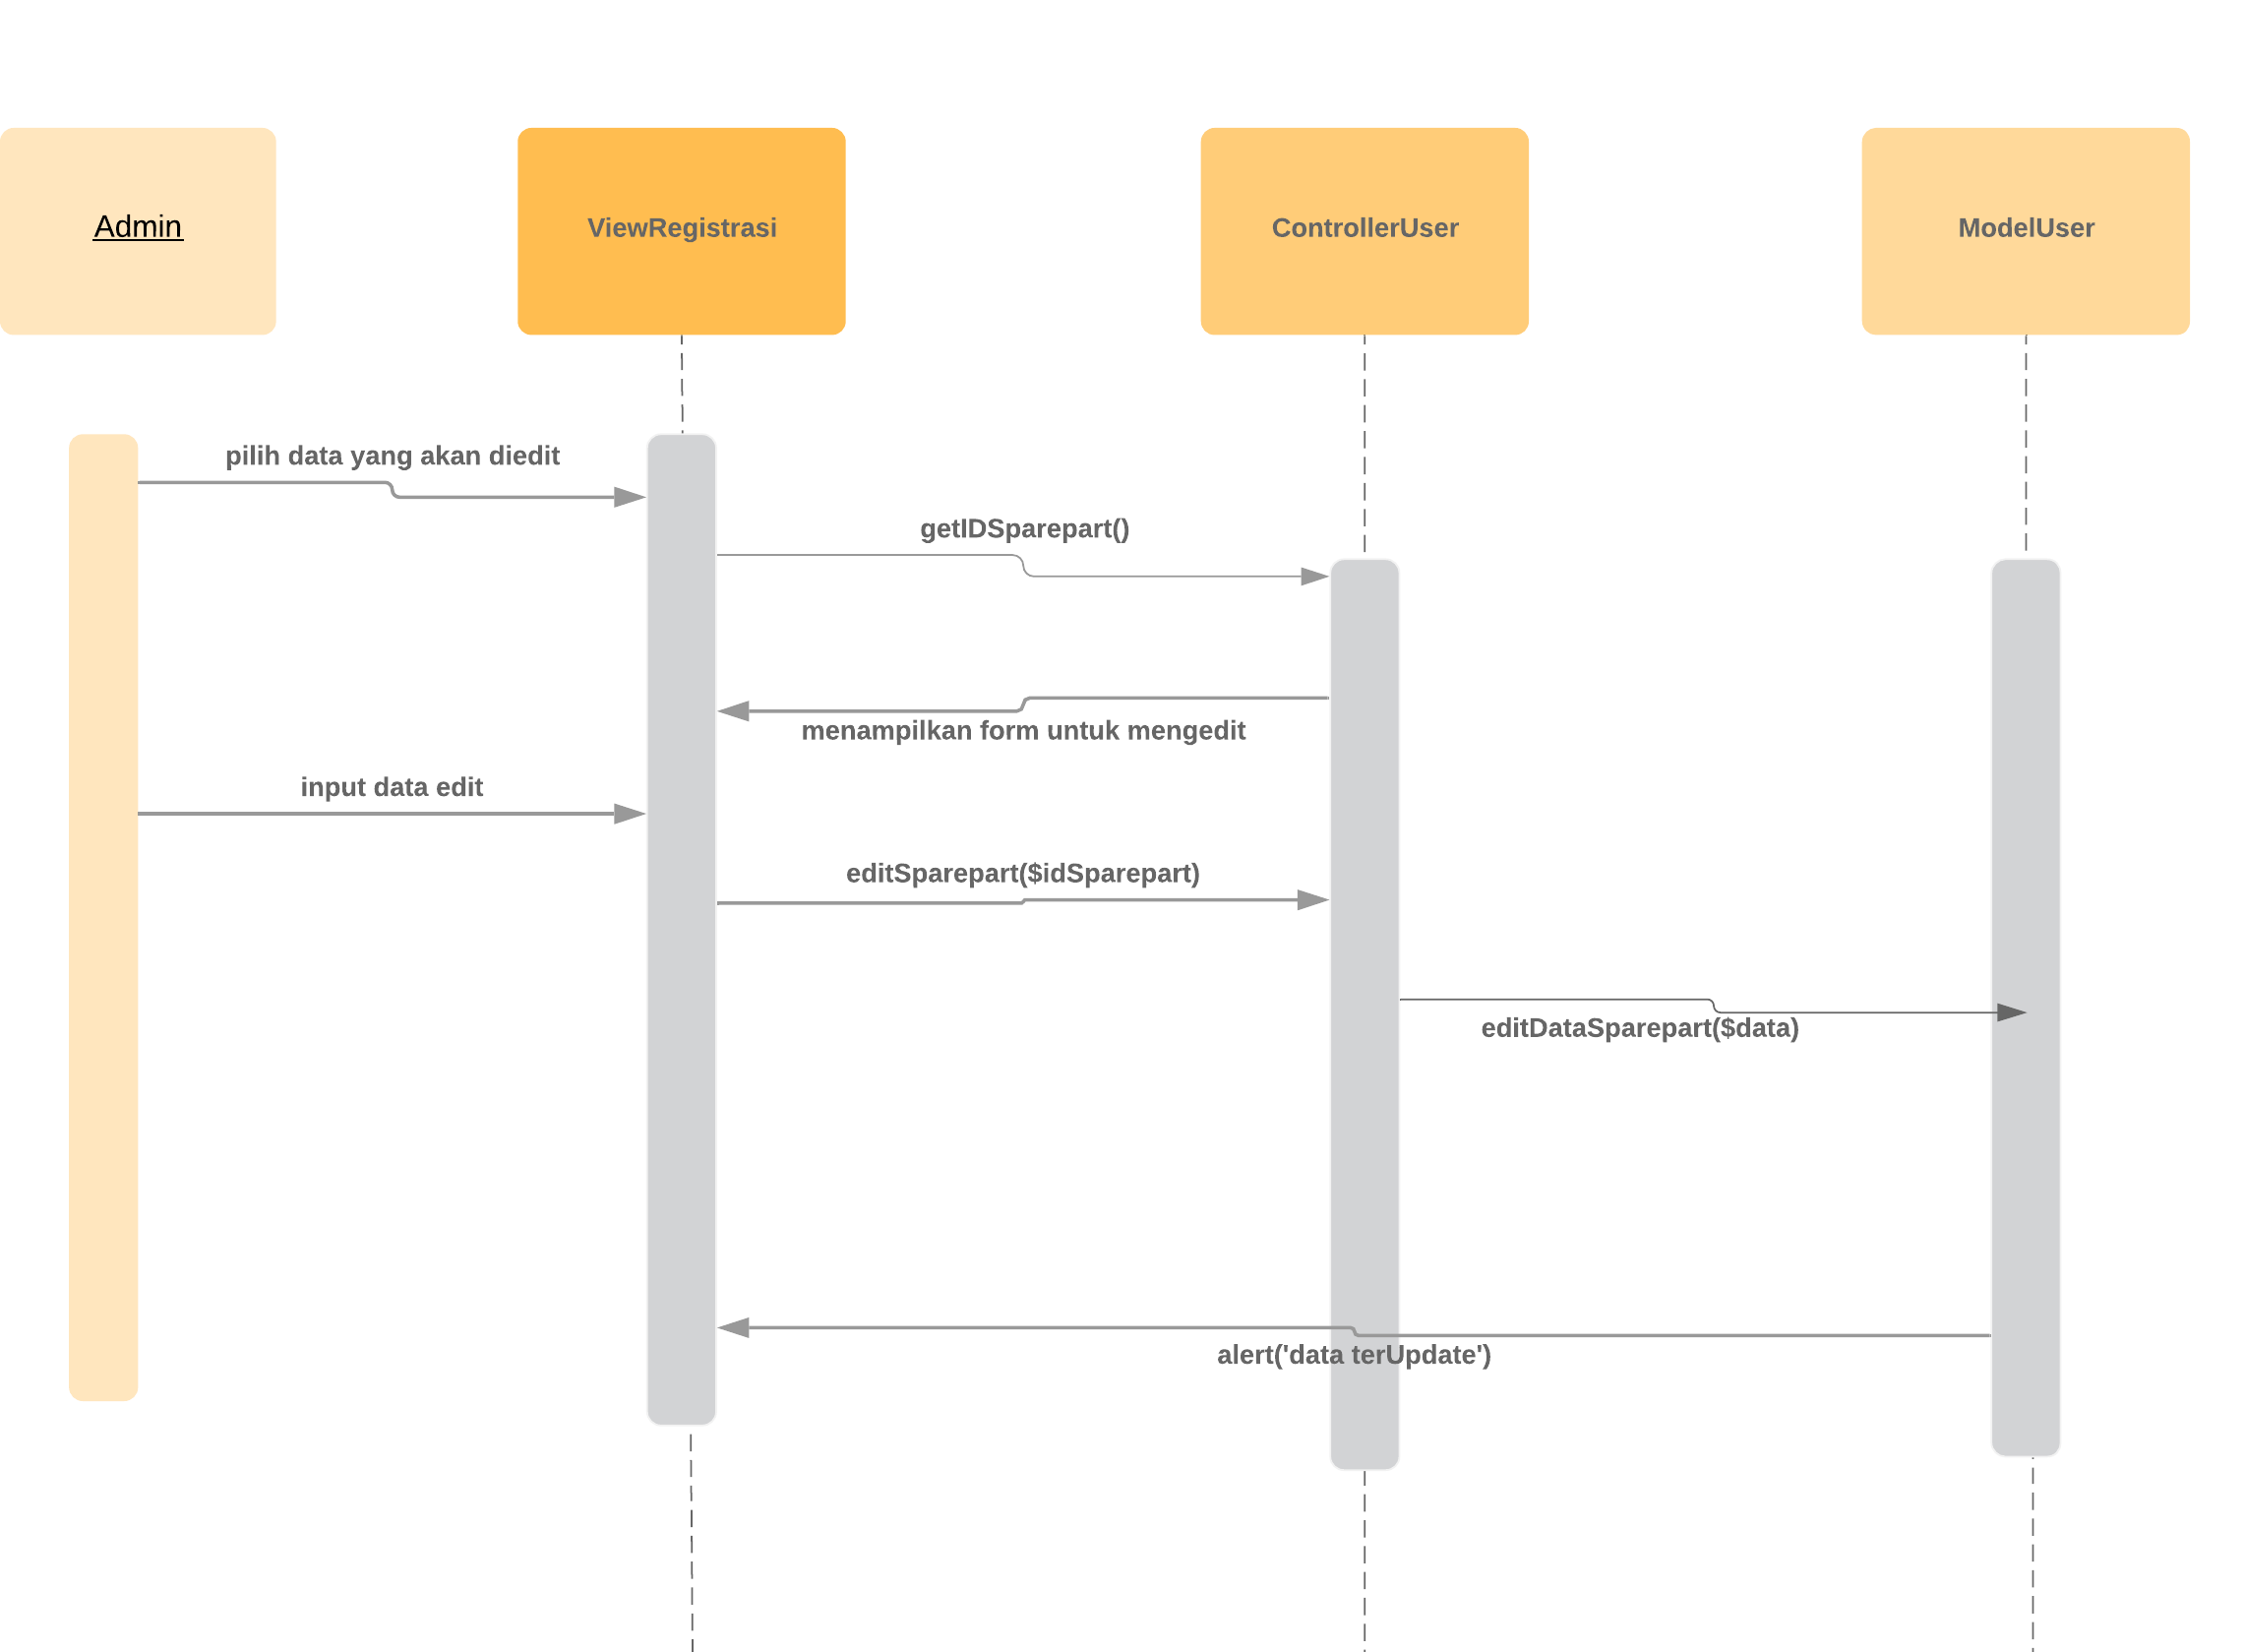 Admin
ViewRegistrasi
ControllerUser
ModelUser
pilih data yang akan diedit
getIDSparepart()
menampilkan form untuk mengedit
input data edit
editSparepart($idSparepart)
editDataSparepart($data)
alert('data terUpdate')